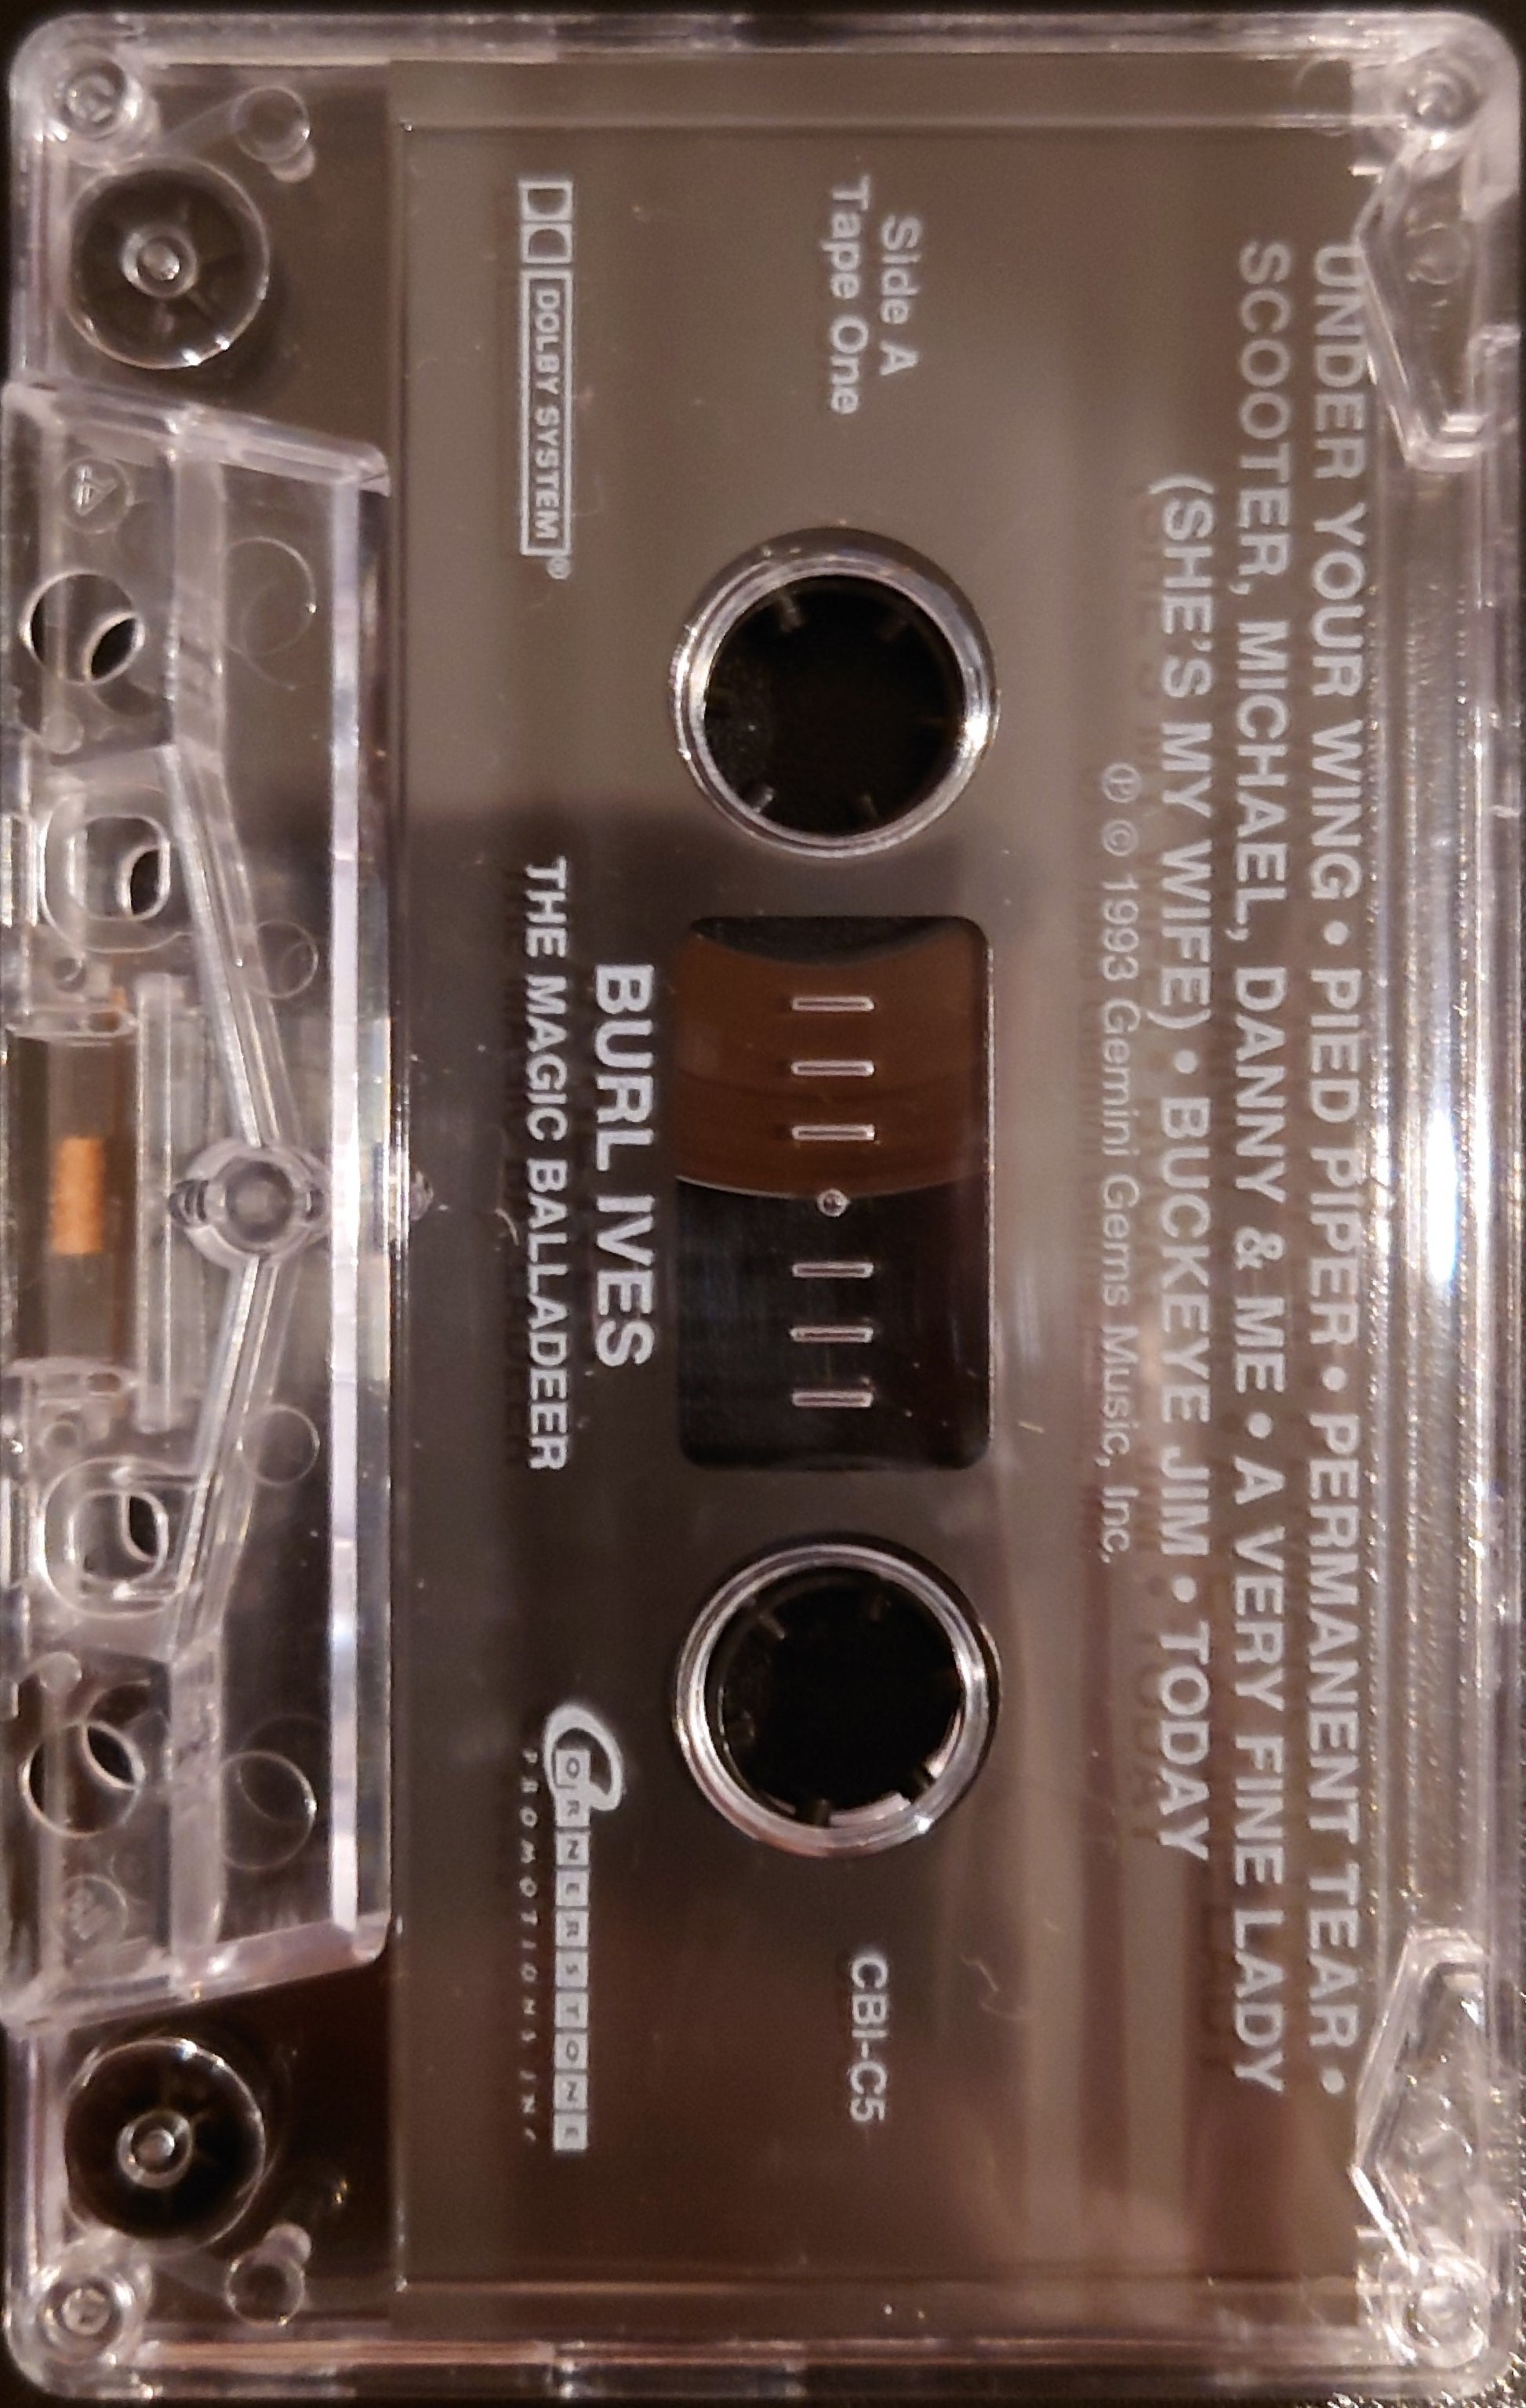 UNDER YOUR WING • PIED PIPER • PERMANENT TEAR •
SCOOTER, MICHAEL, DANNY & ME • A VERY FINE LADY
(SHE'S MY WIFE) • BUCKEYE JIM • TODAY
℗ © 1993 Gemini Gems Music, Inc.
Side A
Tape One
CBI-C5
BURL IVES
THE MAGIC BALLADEER
DOLBY SYSTEM®
CORNERSTONE
PROMOTIONS, INC